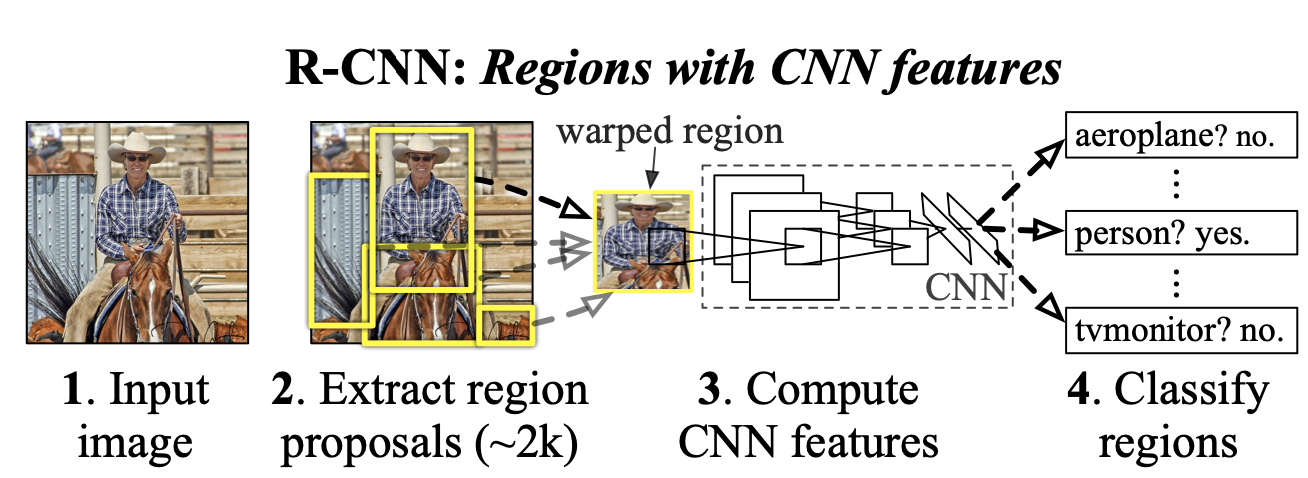 R-CNN: Regions with CNN features
warped region
aeroplane? no.
person? yes.
CNN
tvmonitor? no.
1. Input
image
2. Extract region
proposals (~2k)
3. Compute
CNN features
4. Classify
regions